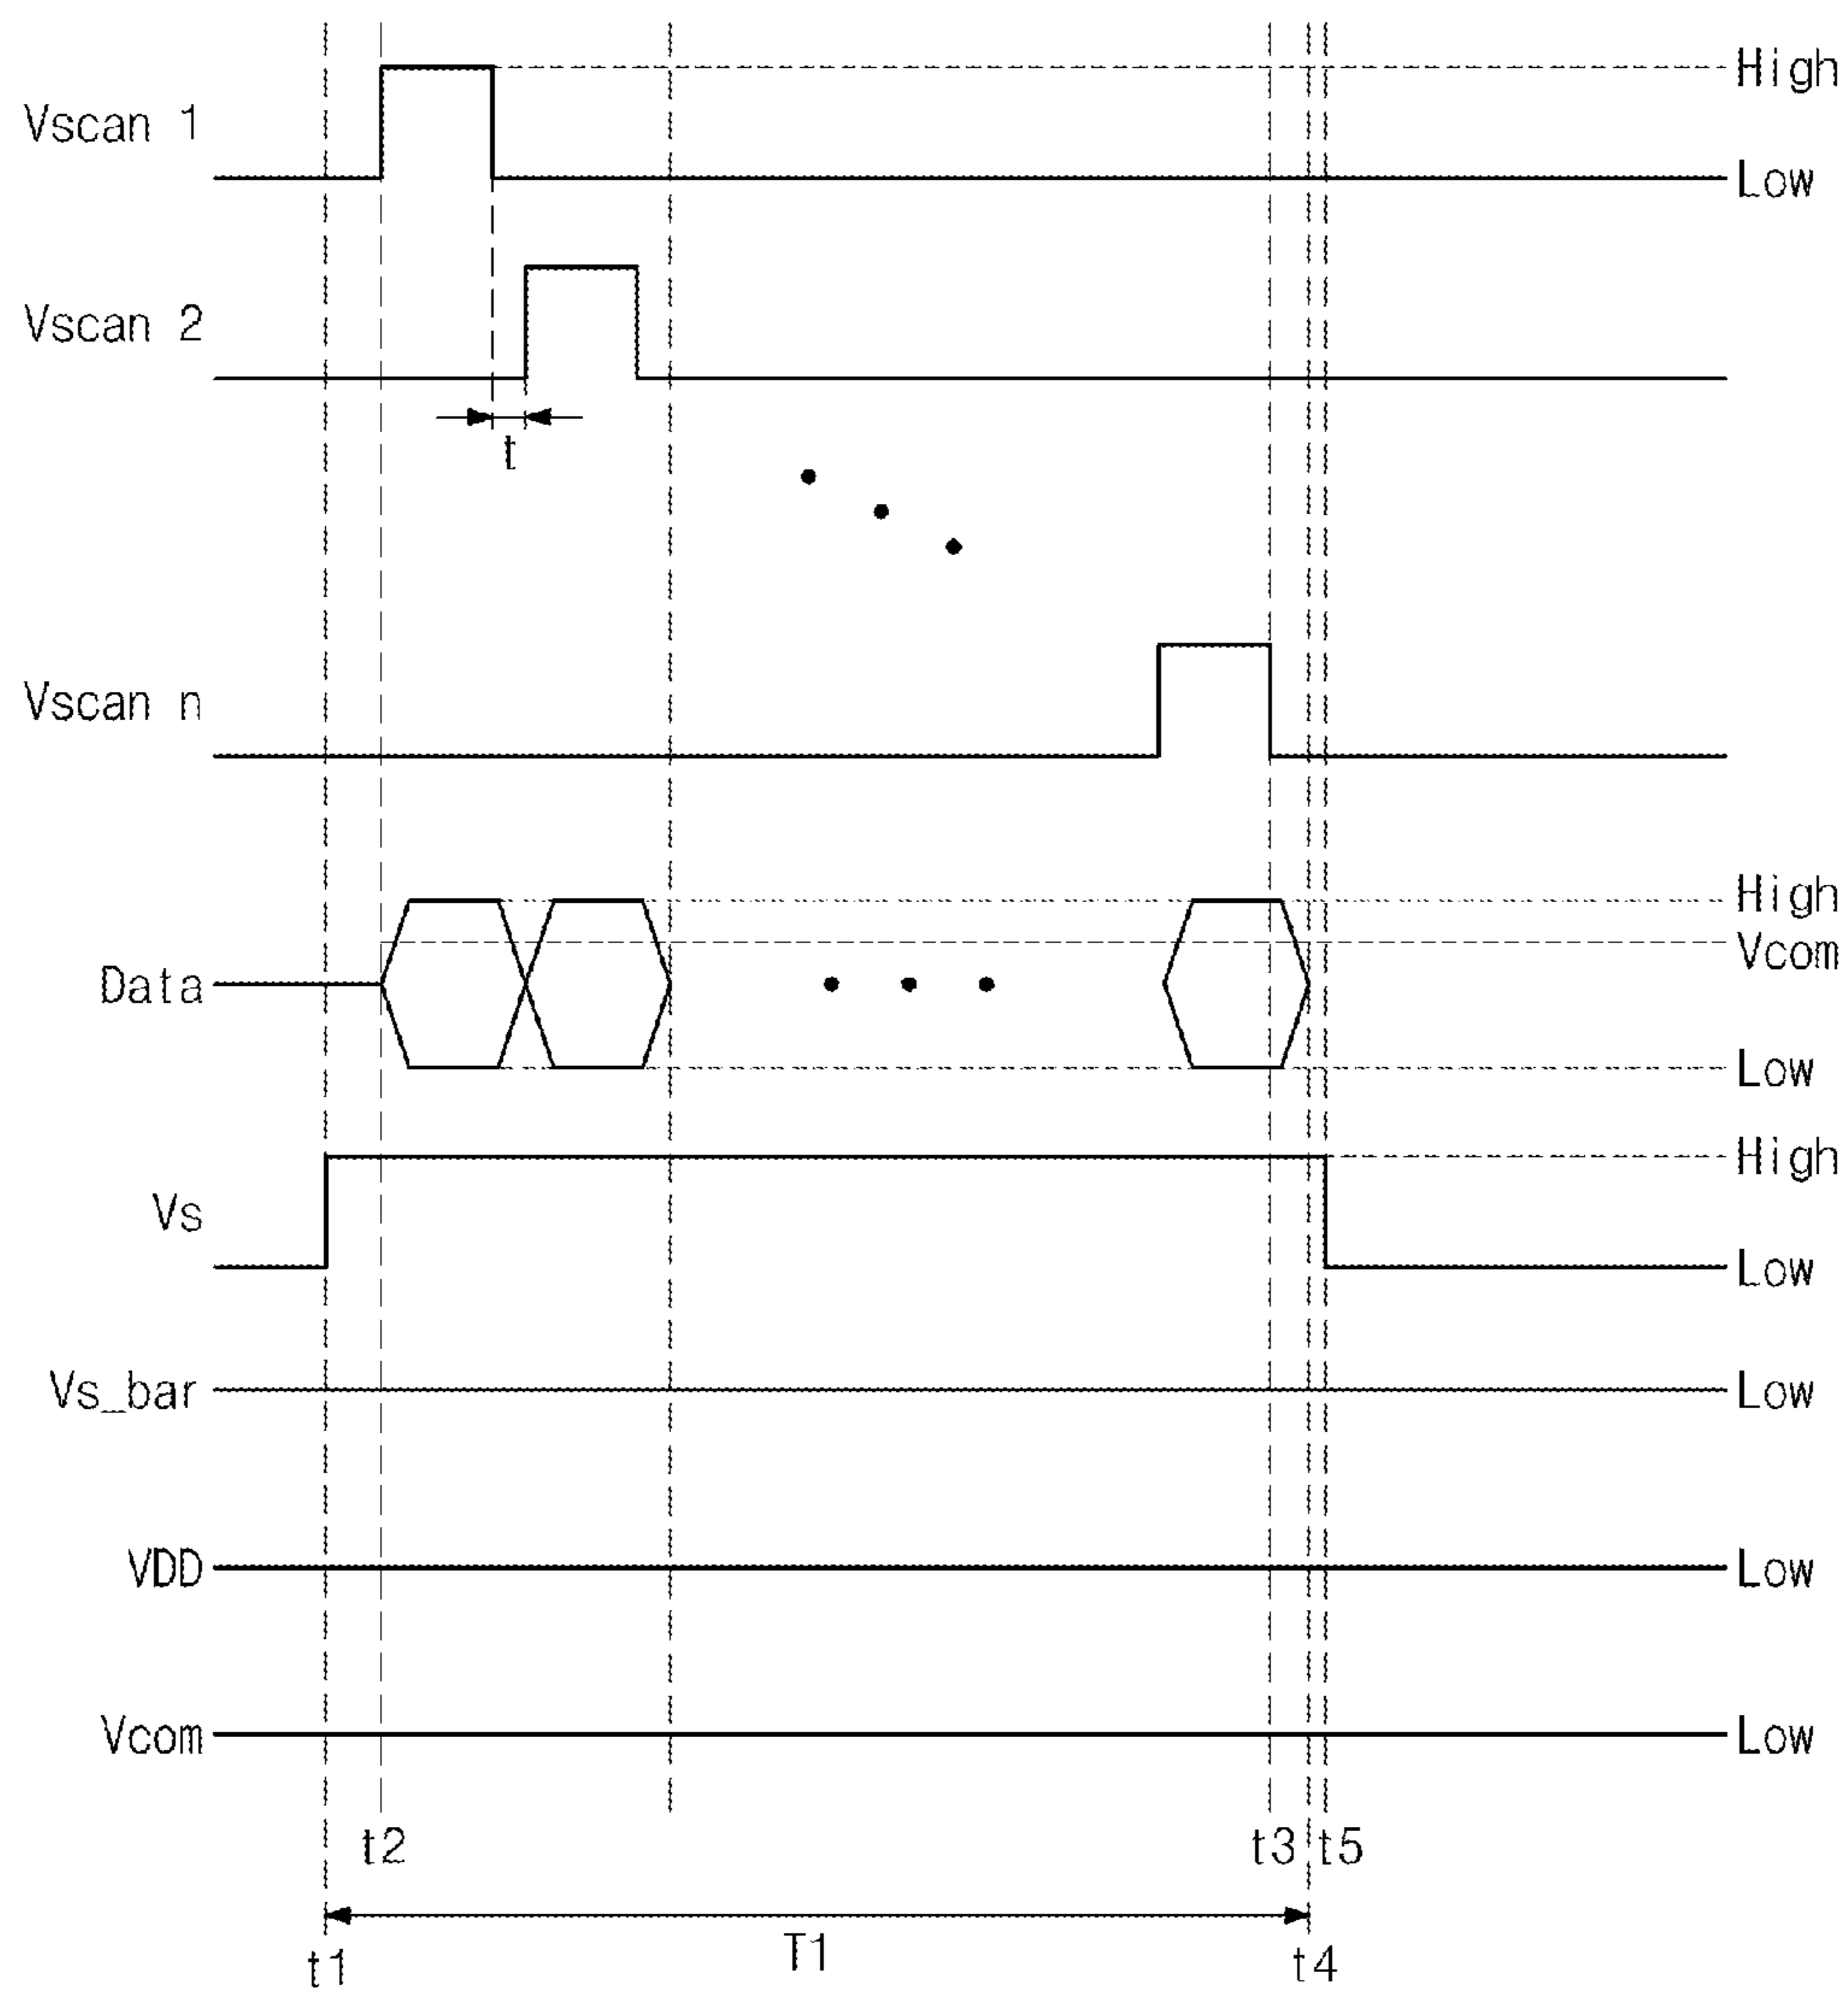 High
Vscan 1
Low
Vscan 2
t
Vscan n
High
Vcom
Data
Low
High
Vs
Low
Vs_bar
Low
VDD
Low
Vcom
Low
t2
t3
t5
T1
t1
t4